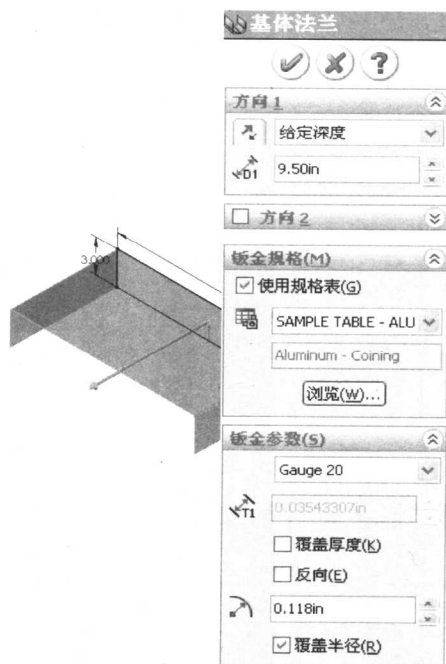 基体法兰
方向1
给定深度
D1
9.50in
方向2
3.000
钣金规格(M)
使用规格表(G)
SAMPLE TABLE - ALU
Aluminum - Coining
浏览(W)...
钣金参数(S)
Gauge 20
T1
0.03543307in
覆盖厚度(K)
反向(E)
0.118in
覆盖半径(R)